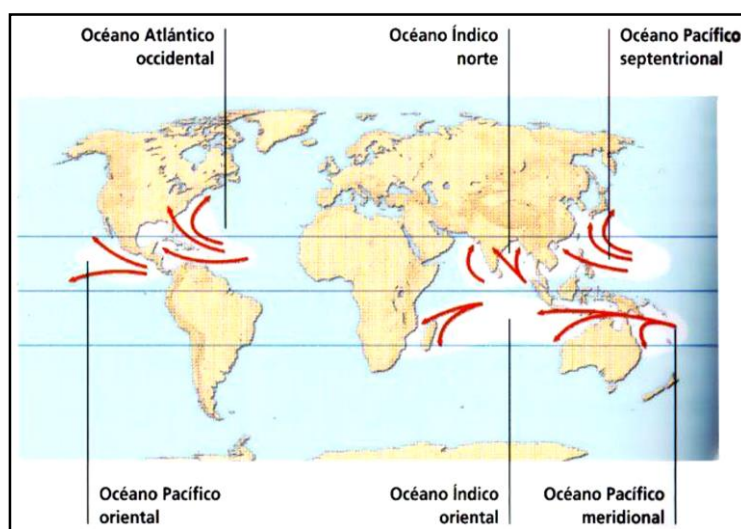 Océano Atlántico
occidental
Océano Índico
norte
Océano Pacífico
septentrional
Océano Pacífico
oriental
Océano Índico
oriental
Océano Pacífico
meridional